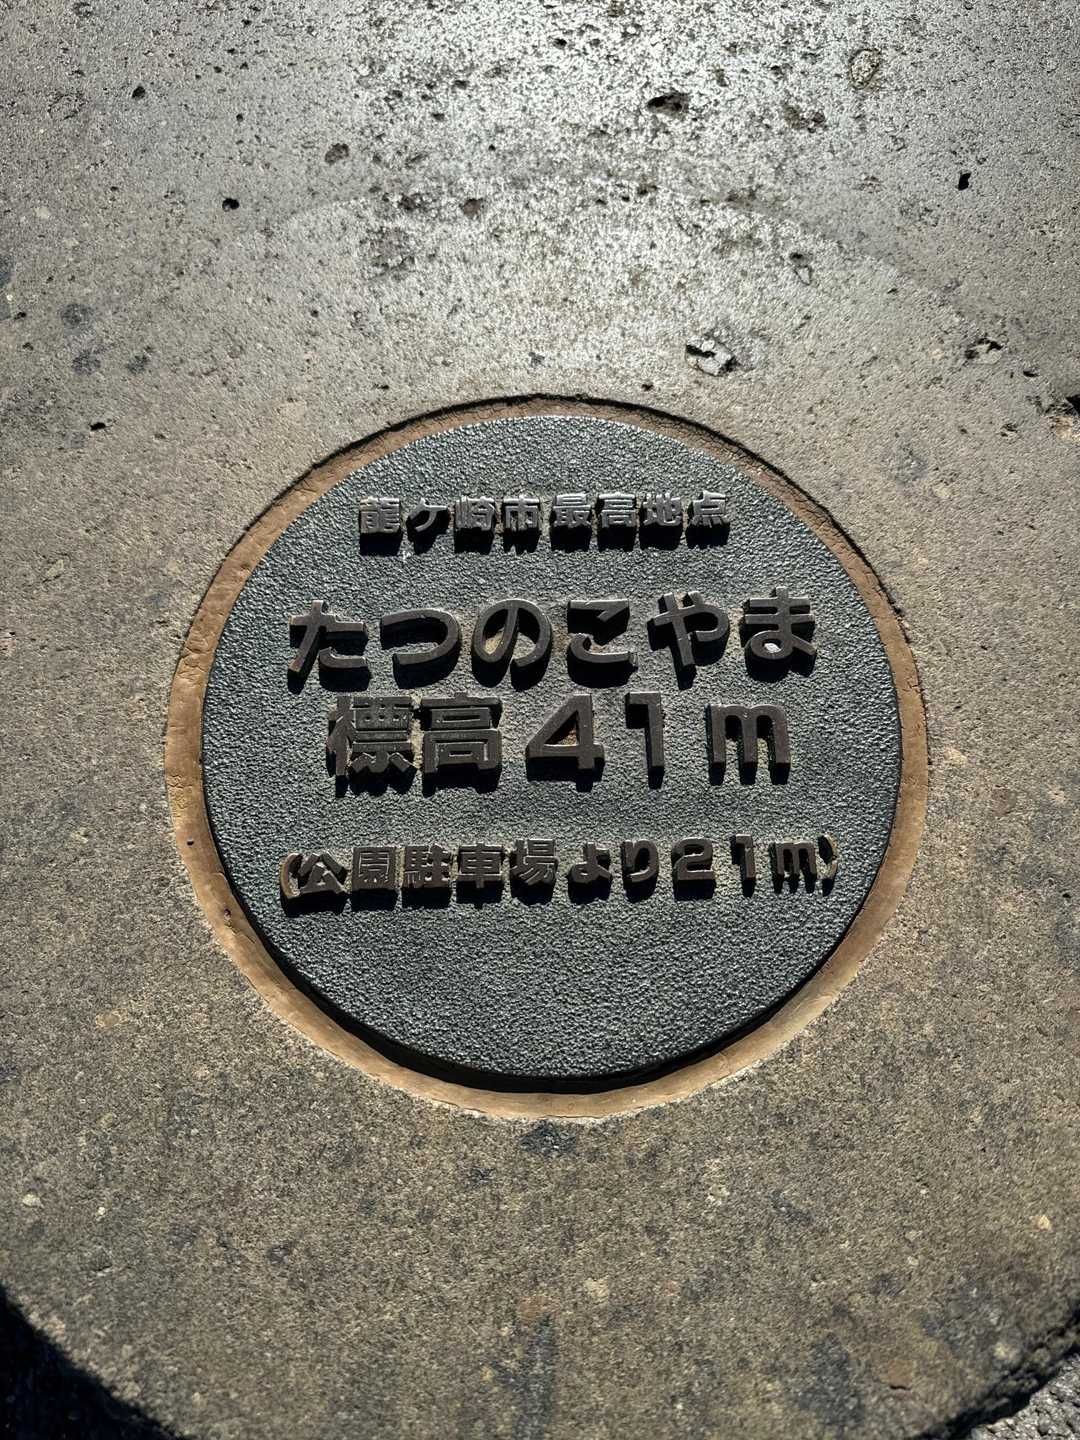 龍ケ崎市最高地点
たつのこやま
標高41m
(公園駐車場より21m)